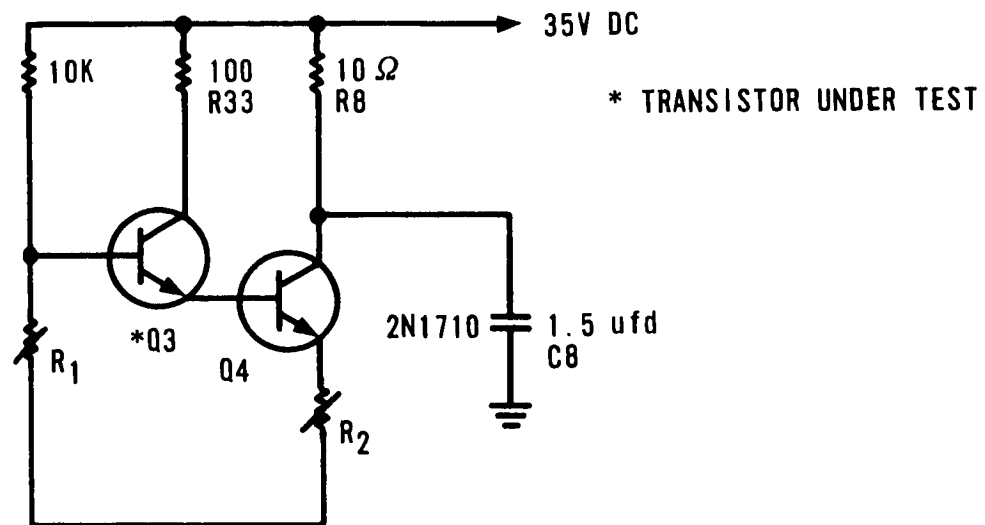 35V DC
10K
100
R33
10 Ω
R8
* TRANSISTOR UNDER TEST
*Q3
Q4
2N1710
1.5 ufd
C8
R1
R2